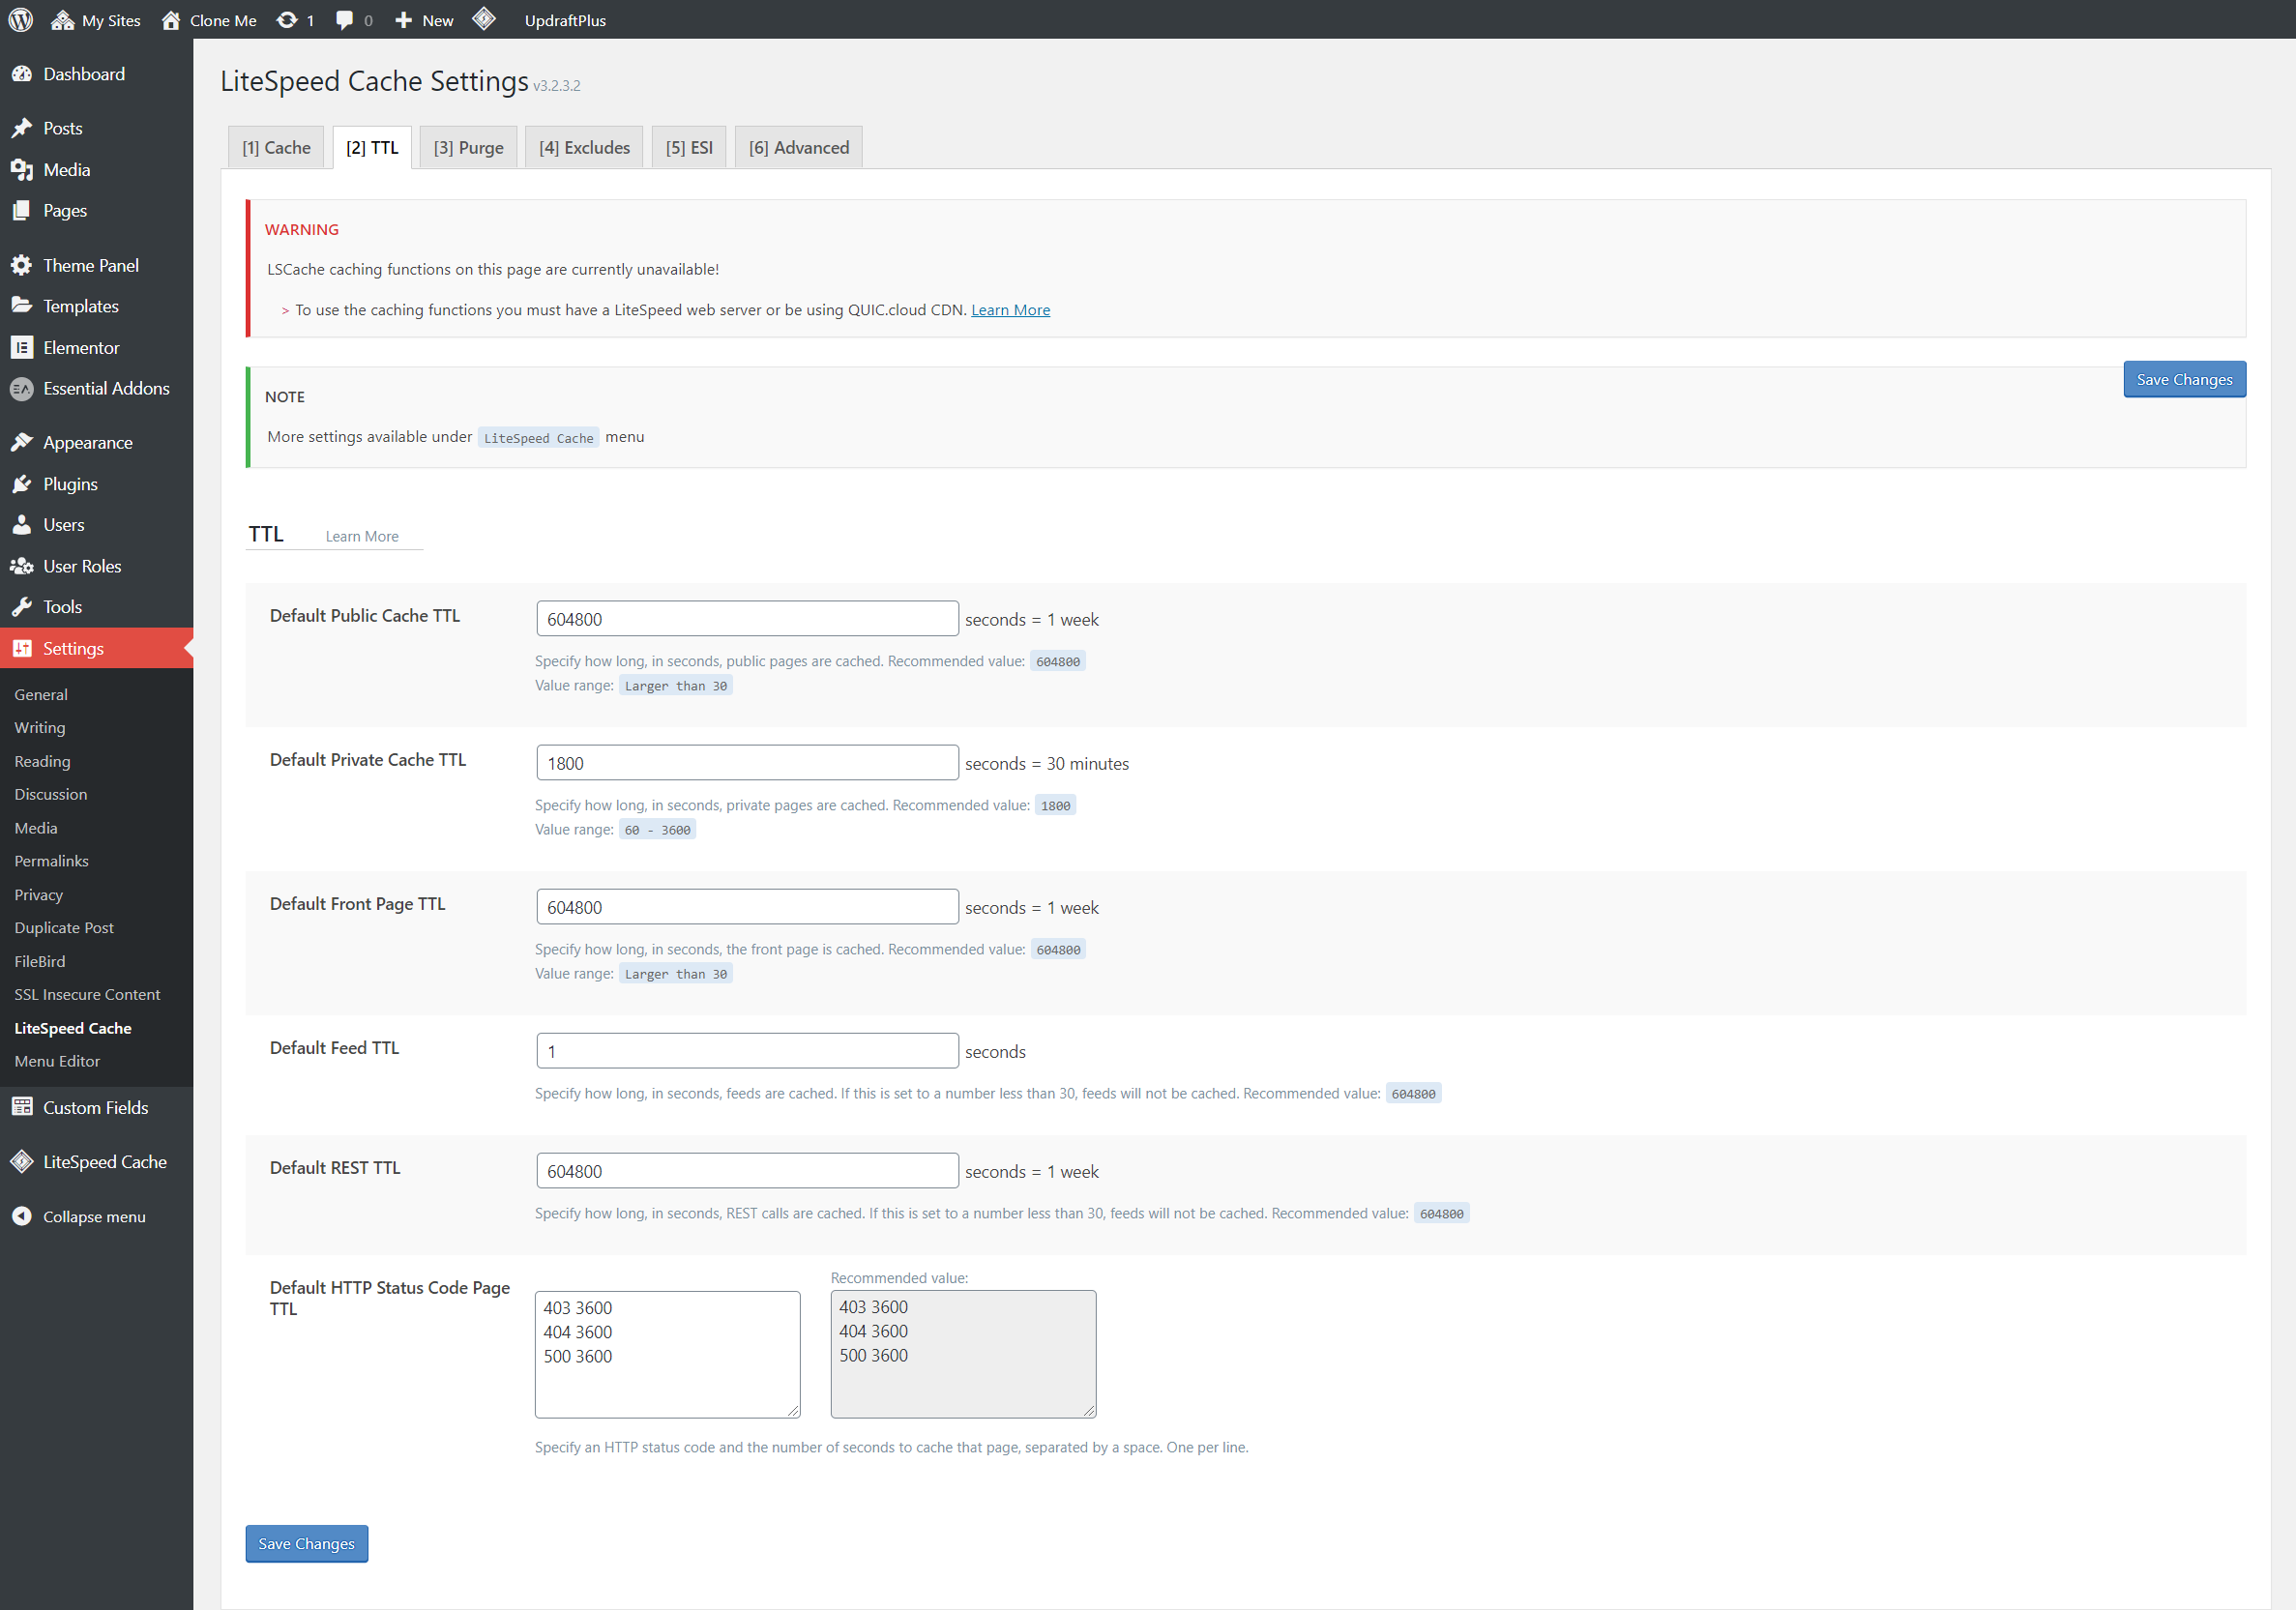 My Sites Clone Me 1 0 New UpdraftPlus
Dashboard
Posts
Media
Pages
Theme Panel
Templates
Elementor
Essential Addons
Appearance
Plugins
Users
User Roles
Tools
Settings
General
Writing
Reading
Discussion
Media
Permalinks
Privacy
Duplicate Post
FileBird
SSL Insecure Content
LiteSpeed Cache
Menu Editor
Custom Fields
LiteSpeed Cache
Collapse menu
LiteSpeed Cache Settings v3.2.3.2
[1] Cache [2] TTL [3] Purge [4] Excludes [5] ESI [6] Advanced
WARNING
LSCache caching functions on this page are currently unavailable!
> To use the caching functions you must have a LiteSpeed web server or be using QUIC.cloud CDN. Learn More
Save Changes
NOTE
More settings available under LiteSpeed Cache menu
TTL Learn More
Default Public Cache TTL
604800 seconds = 1 week
Specify how long, in seconds, public pages are cached. Recommended value: 604800
Value range: Larger than 30
Default Private Cache TTL
1800 seconds = 30 minutes
Specify how long, in seconds, private pages are cached. Recommended value: 1800
Value range: 60 - 3600
Default Front Page TTL
604800 seconds = 1 week
Specify how long, in seconds, the front page is cached. Recommended value: 604800
Value range: Larger than 30
Default Feed TTL
1 seconds
Specify how long, in seconds, feeds are cached. If this is set to a number less than 30, feeds will not be cached. Recommended value: 604800
Default REST TTL
604800 seconds = 1 week
Specify how long, in seconds, REST calls are cached. If this is set to a number less than 30, feeds will not be cached. Recommended value: 604800
Default HTTP Status Code Page
TTL
403 3600
404 3600
500 3600
Recommended value:
403 3600
404 3600
500 3600
Specify an HTTP status code and the number of seconds to cache that page, separated by a space. One per line.
Save Changes